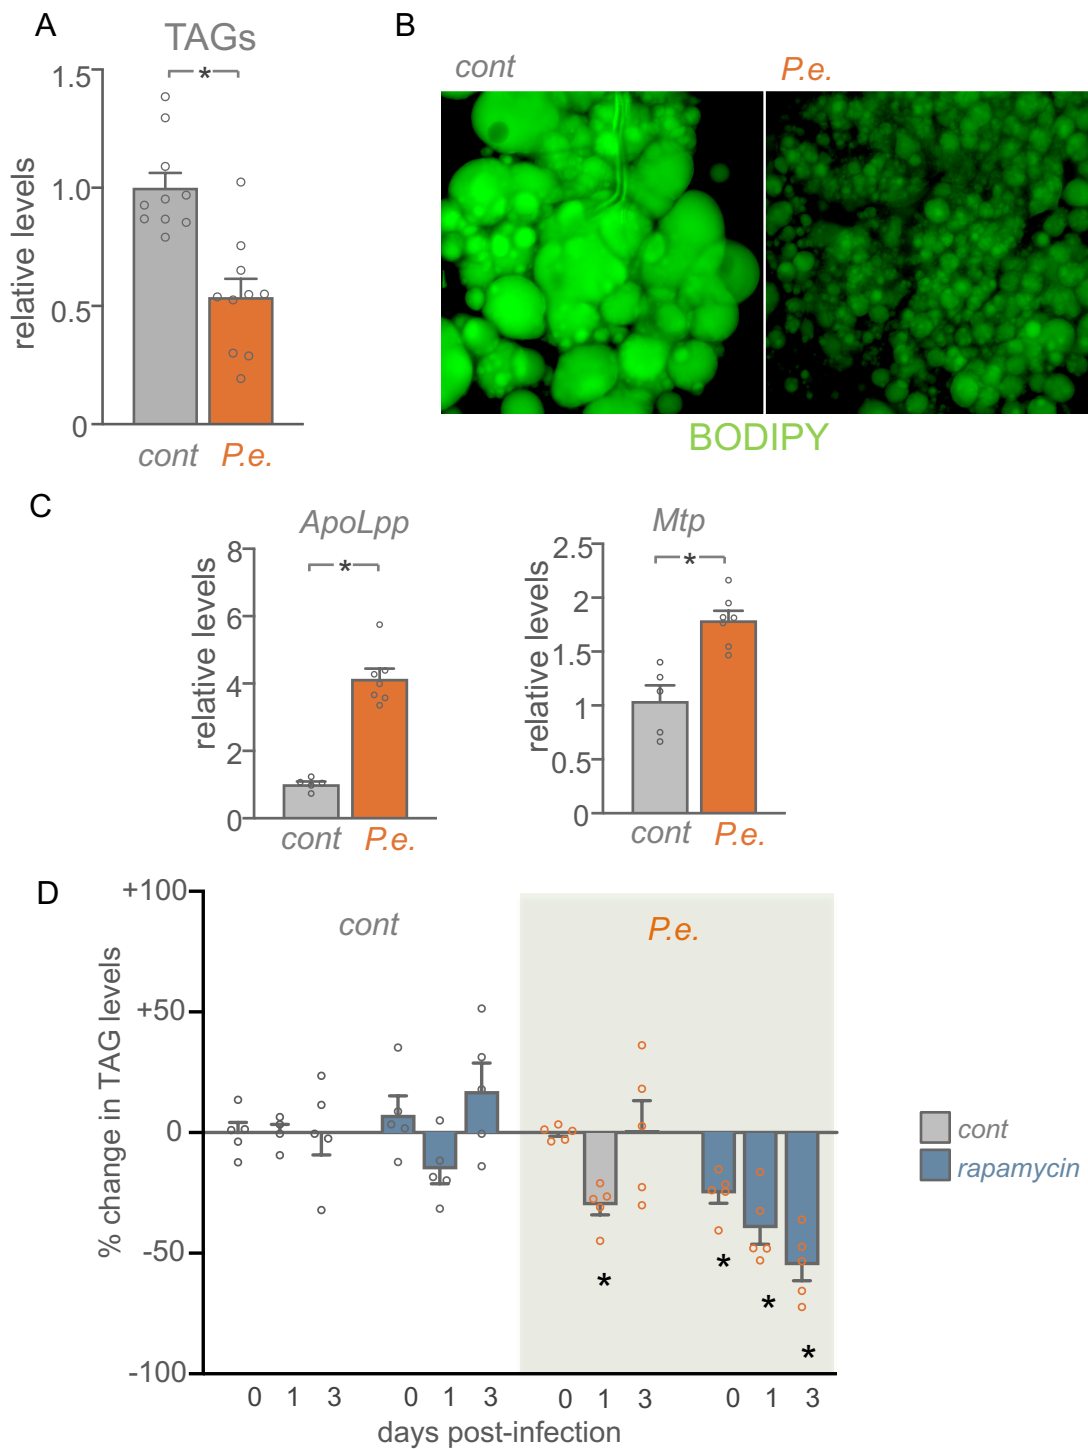 A
TAGs
*
1.5
1.0
0.5
0
relative levels
cont
P.e.
B
cont
P.e.
BODIPY
C
ApoLpp
*
8
6
4
2
0
relative levels
cont
P.e.
Mtp
*
2.5
2
1.5
1
0.5
0
relative levels
cont
P.e.
D
+100
+50
0
-50
-100
% change in TAG levels
cont
P.e.
*
*
*
*
0 1 3 0 1 3 0 1 3 0 1 3
days post-infection
cont
rapamycin